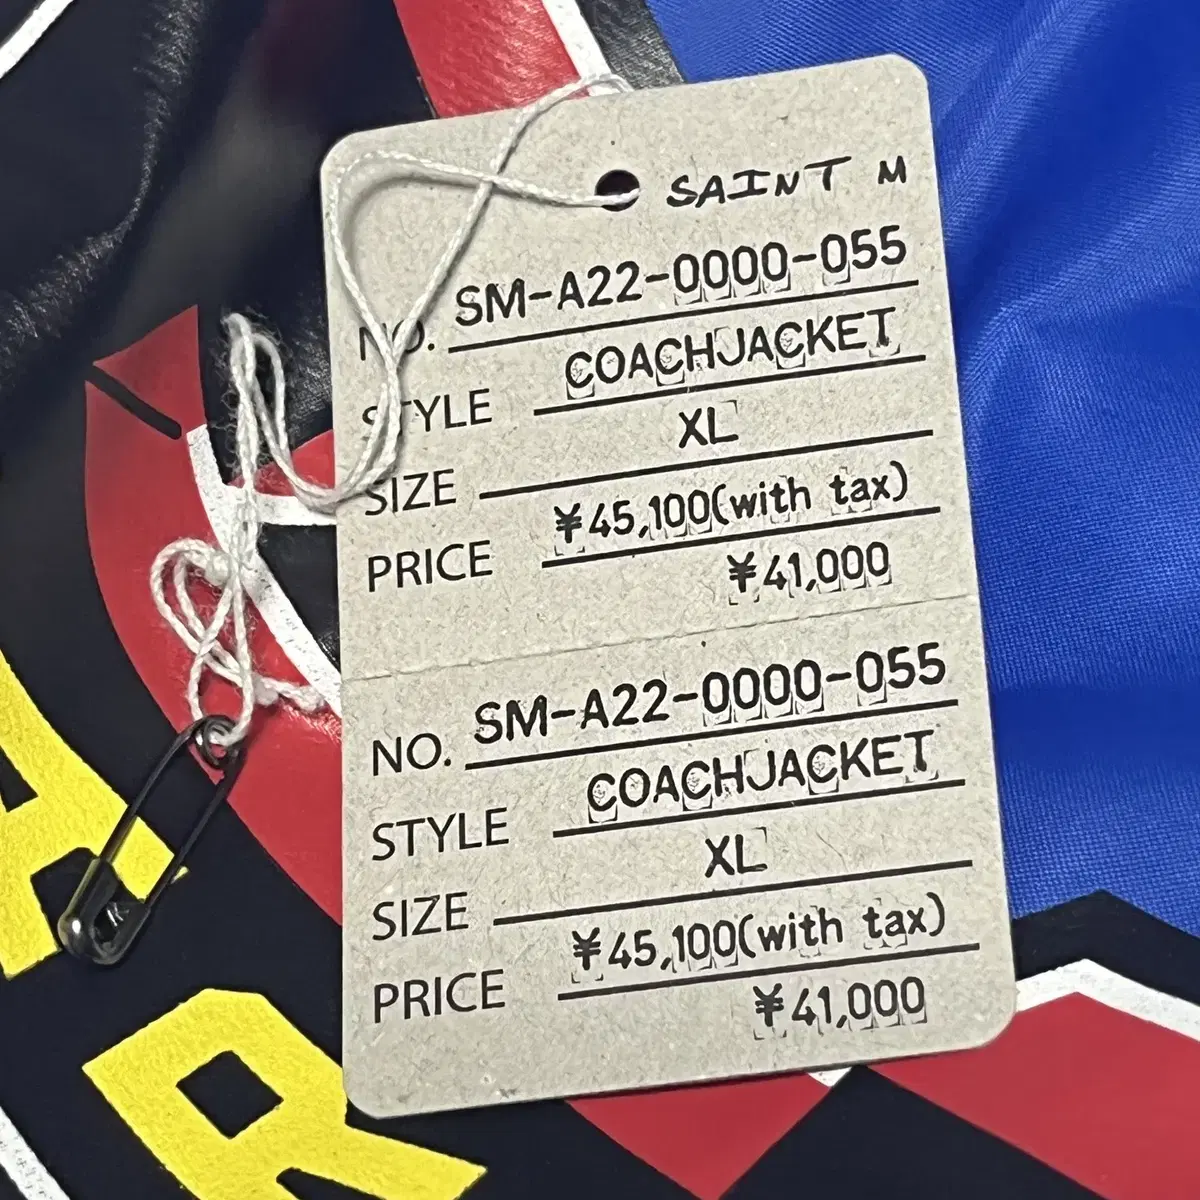 SAINT M
NO. SM-A22-0000-055
STYLE COACHJACKET
SIZE XL
PRICE ¥45,100(with tax)
¥41,000
NO. SM-A22-0000-055
STYLE COACHJACKET
SIZE XL
PRICE ¥45,100(with tax)
¥41,000
A
R